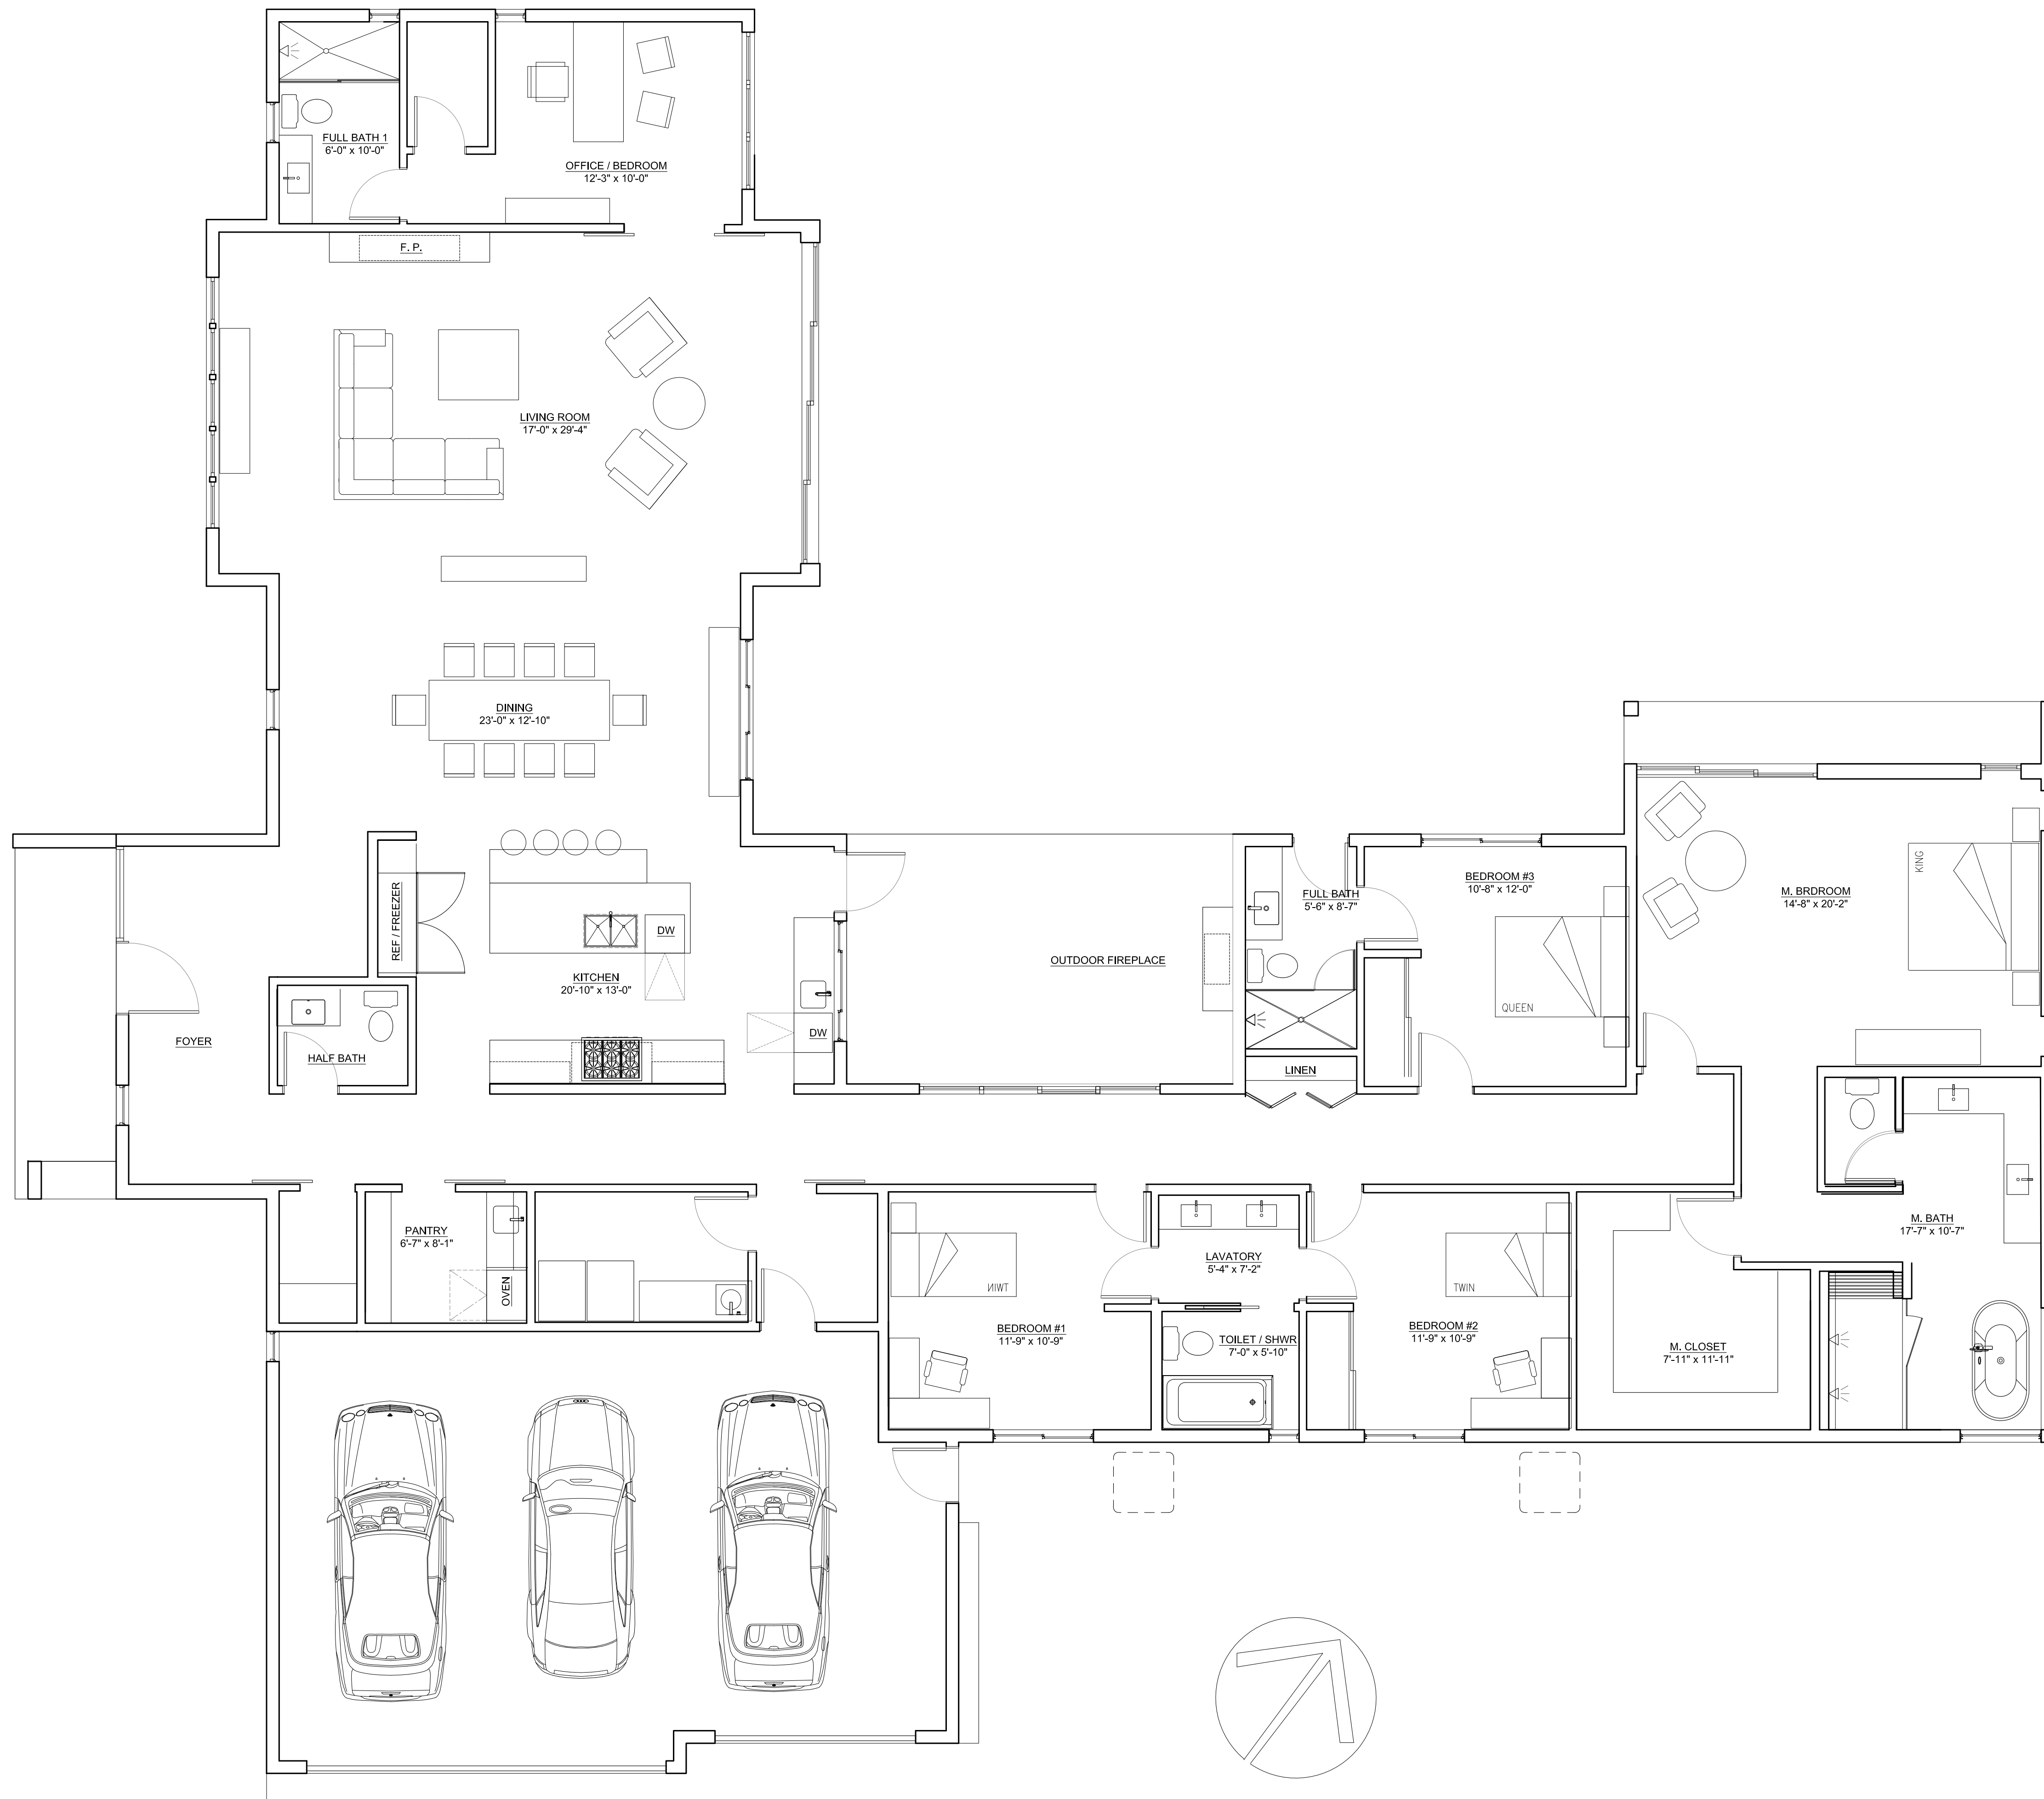 FULL BATH 1
6'-0" x 10'-0"
OFFICE / BEDROOM
12'-3" x 10'-0"
F. P.
LIVING ROOM
17'-0" x 29'-4"
DINING
23'-0" x 12'-10"
REF / FREEZER
DW
KITCHEN
20'-10" x 13'-0"
DW
OUTDOOR FIREPLACE
FULL BATH
5'-6" x 8'-7"
BEDROOM #3
10'-8" x 12'-0"
QUEEN
M. BRDROOM
14'-8" x 20'-2"
KING
FOYER
HALF BATH
LINEN
PANTRY
6'-7" x 8'-1"
OVEN
TWIN
BEDROOM #1
11'-9" x 10'-9"
LAVATORY
5'-4" x 7'-2"
TOILET / SHWR
7'-0" x 5'-10"
TWIN
BEDROOM #2
11'-9" x 10'-9"
M. CLOSET
7'-11" x 11'-11"
M. BATH
17'-7" x 10'-7"